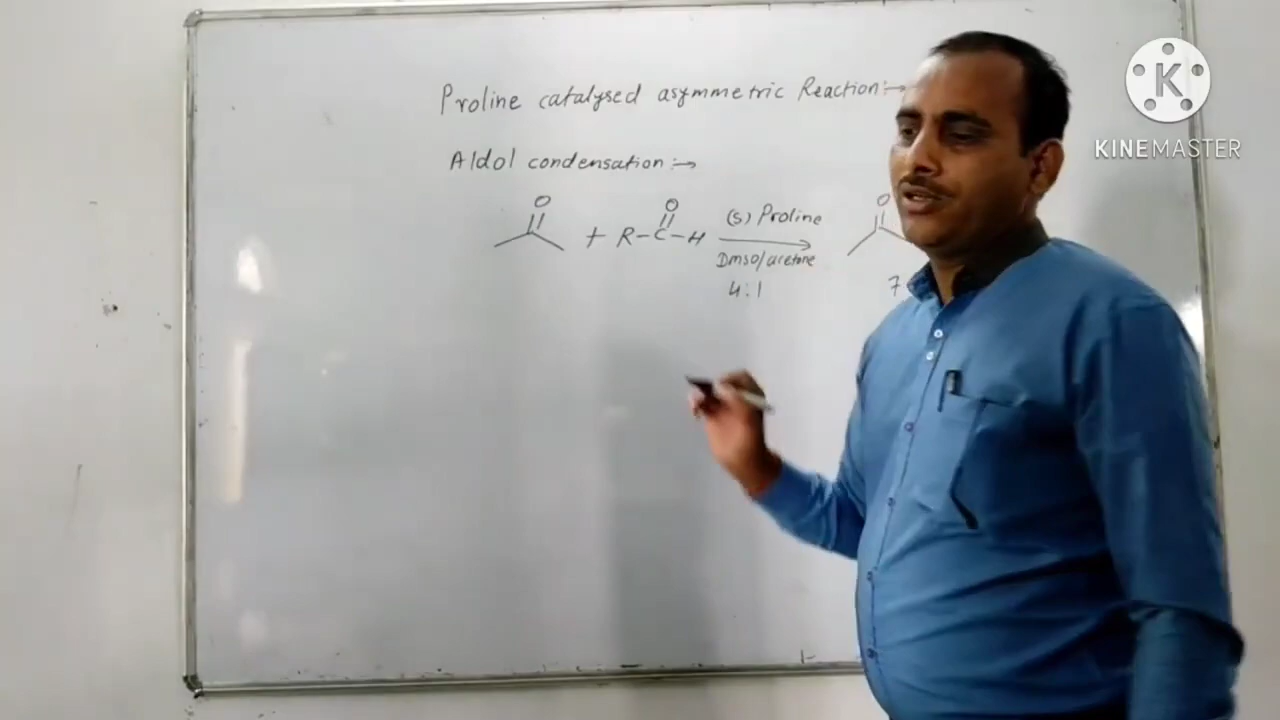 Proline catalysed asymmetric Reaction:→
Aldol condensation:→
O O O
+ R-C-H (S) Proline
DMSO/acetone
4:1 7
K
KINEMASTER